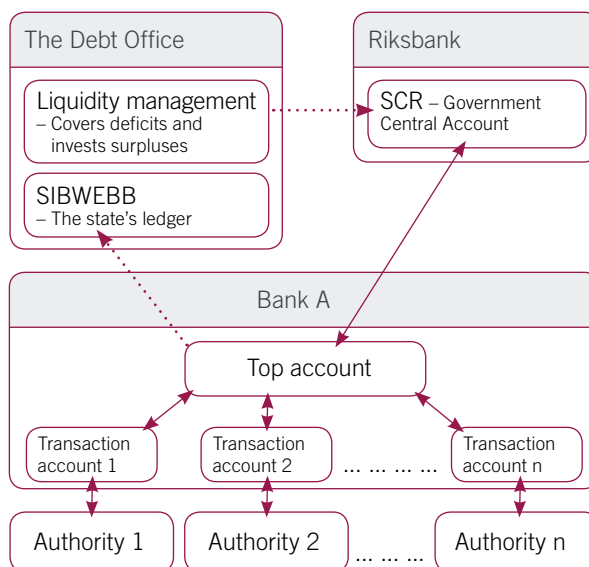 The Debt Office
Liquidity management
– Covers deficits and
invests surpluses
SIBWEBB
– The state’s ledger
Riksbank
SCR – Government
Central Account
Bank A
Top account
Transaction
account 1
Transaction
account 2
... ... ... ...
Transaction
account n
Authority 1
Authority 2
... ... ...
Authority n